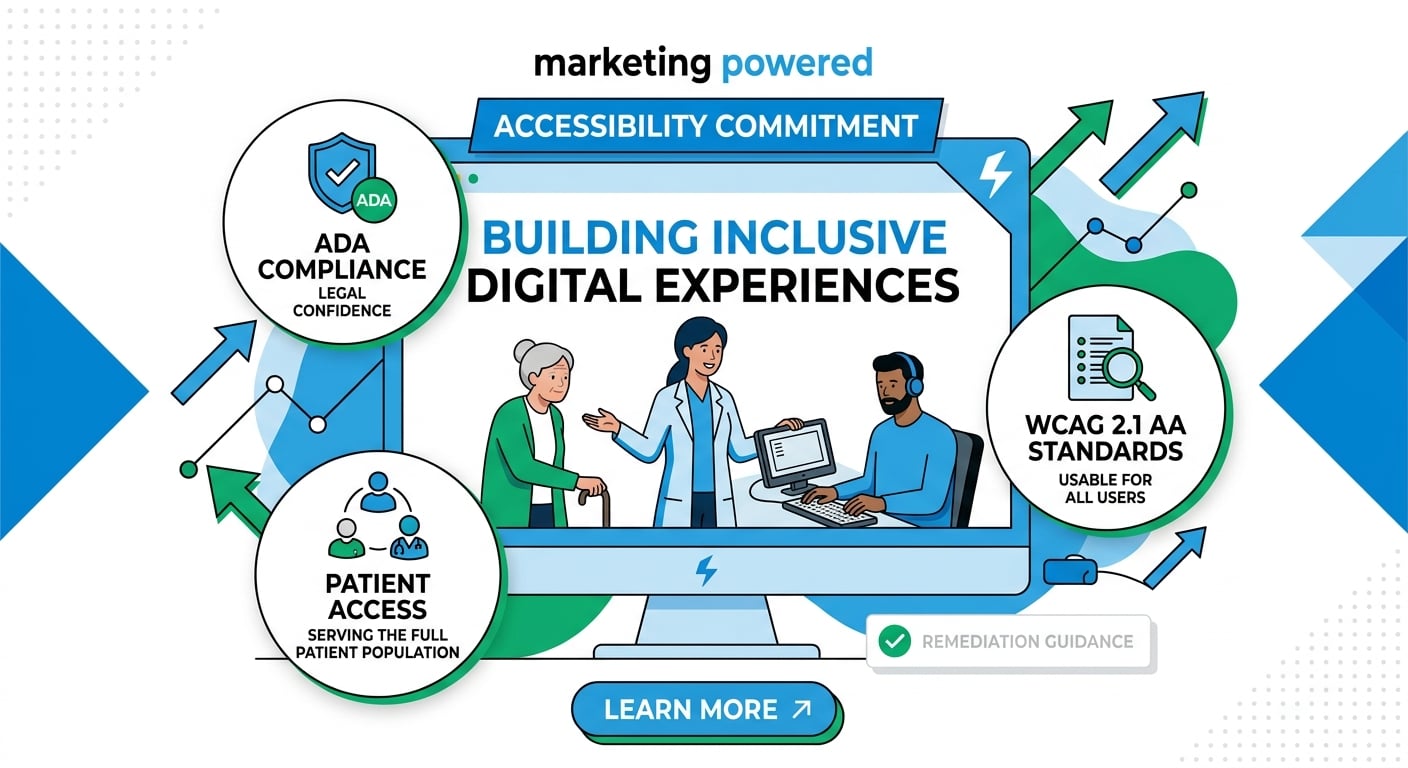 marketing powered
ACCESSIBILITY COMMITMENT
ADA
ADA
COMPLIANCE
LEGAL
CONFIDENCE
BUILDING INCLUSIVE
DIGITAL EXPERIENCES
WCAG 2.1 AA
STANDARDS
USABLE FOR
ALL USERS
PATIENT
ACCESS
SERVING THE FULL
PATIENT POPULATION
REMEDIATION GUIDANCE
LEARN MORE